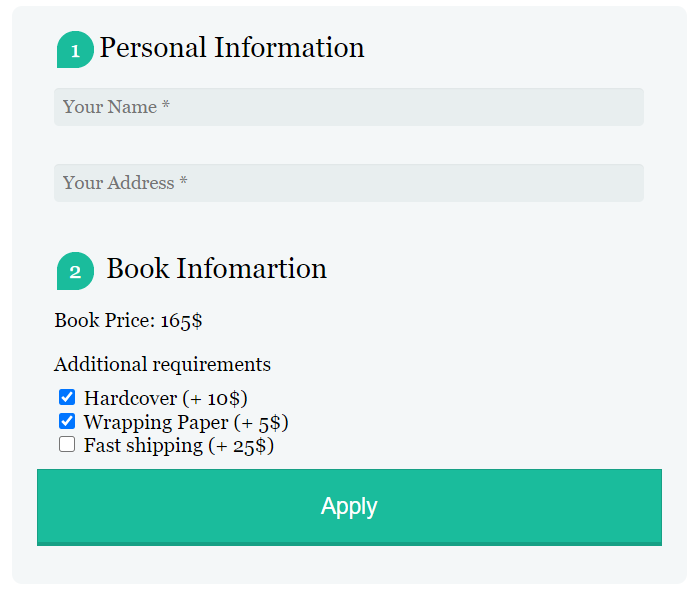 1 Personal Information
Your Name *
Your Address *
2 Book Infomartion
Book Price: 165$
Additional requirements
Hardcover (+ 10$)
Wrapping Paper (+ 5$)
Fast shipping (+ 25$)
Apply